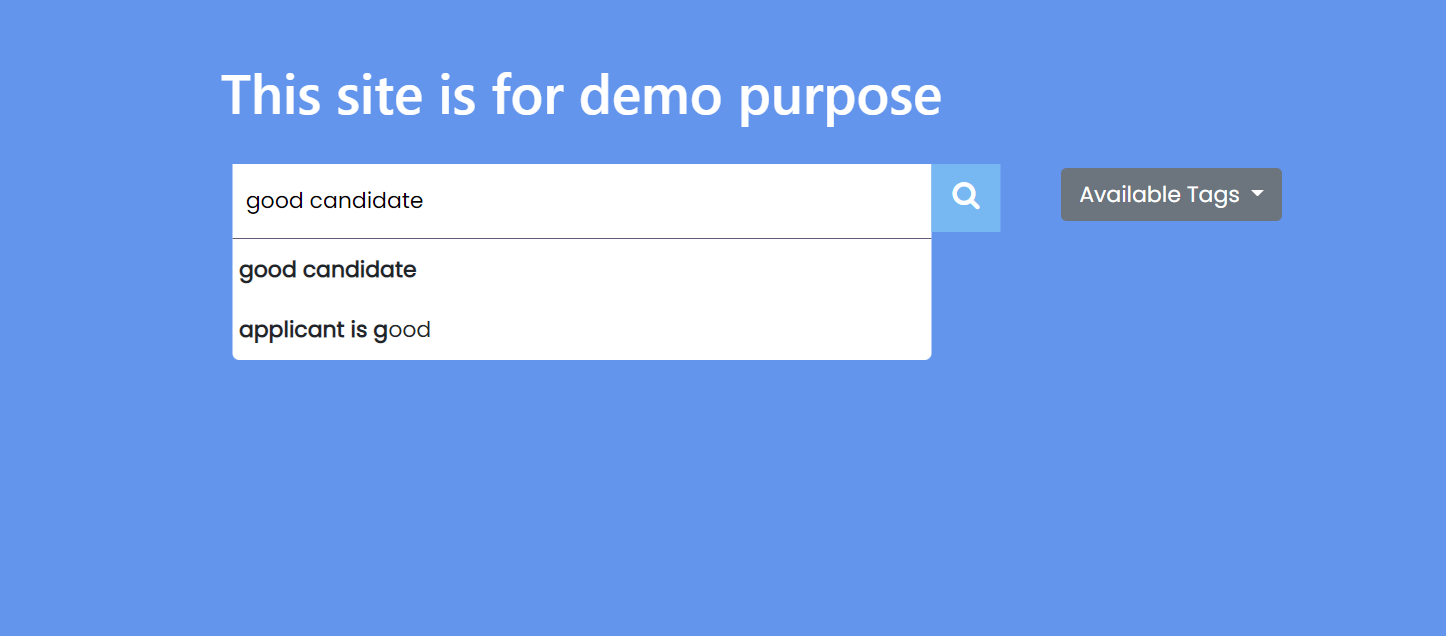 This site is for demo purpose
good candidate
Available Tags
good candidate
applicant is good